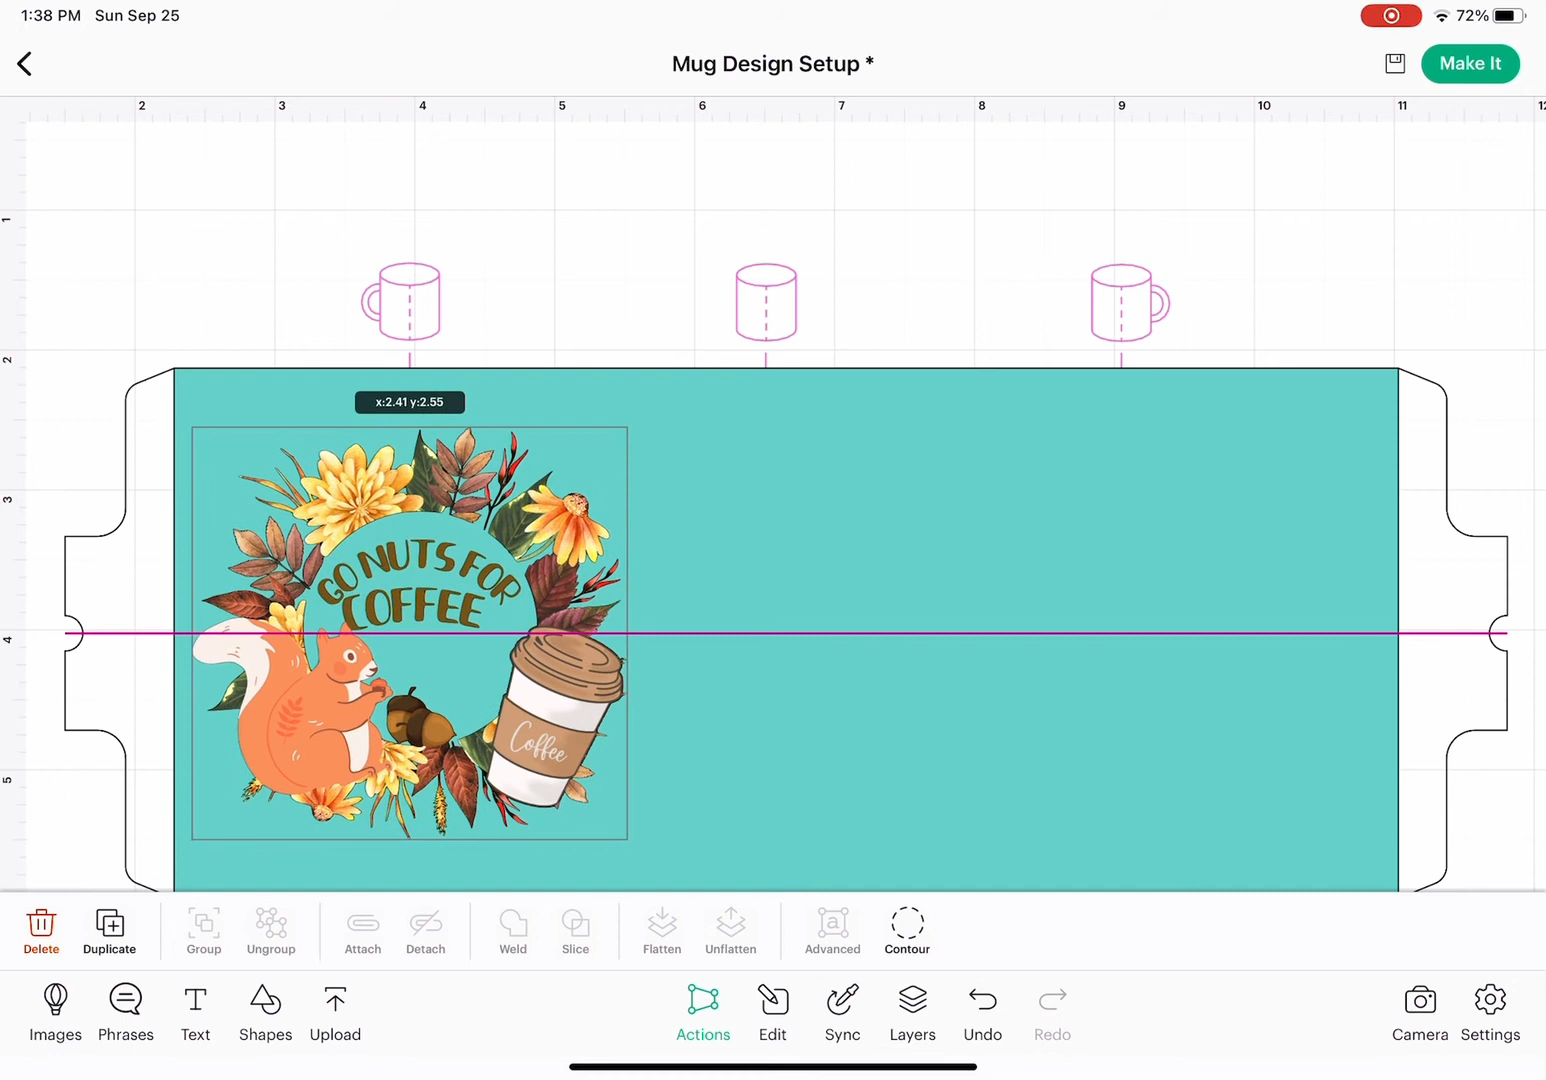 1:38 PM Sun Sep 25
72%
Mug Design Setup *
Make It
2 3 4 5 6 7 8 9 10 11 12
1
2
3
4
5
x:2.41 y:2.55
GO NUTS FOR
COFFEE
Coffee
Delete Duplicate Group Ungroup Attach Detach Weld Slice Flatten Unflatten Advanced Contour
Images Phrases Text Shapes Upload Actions Edit Sync Layers Undo Redo Camera Settings